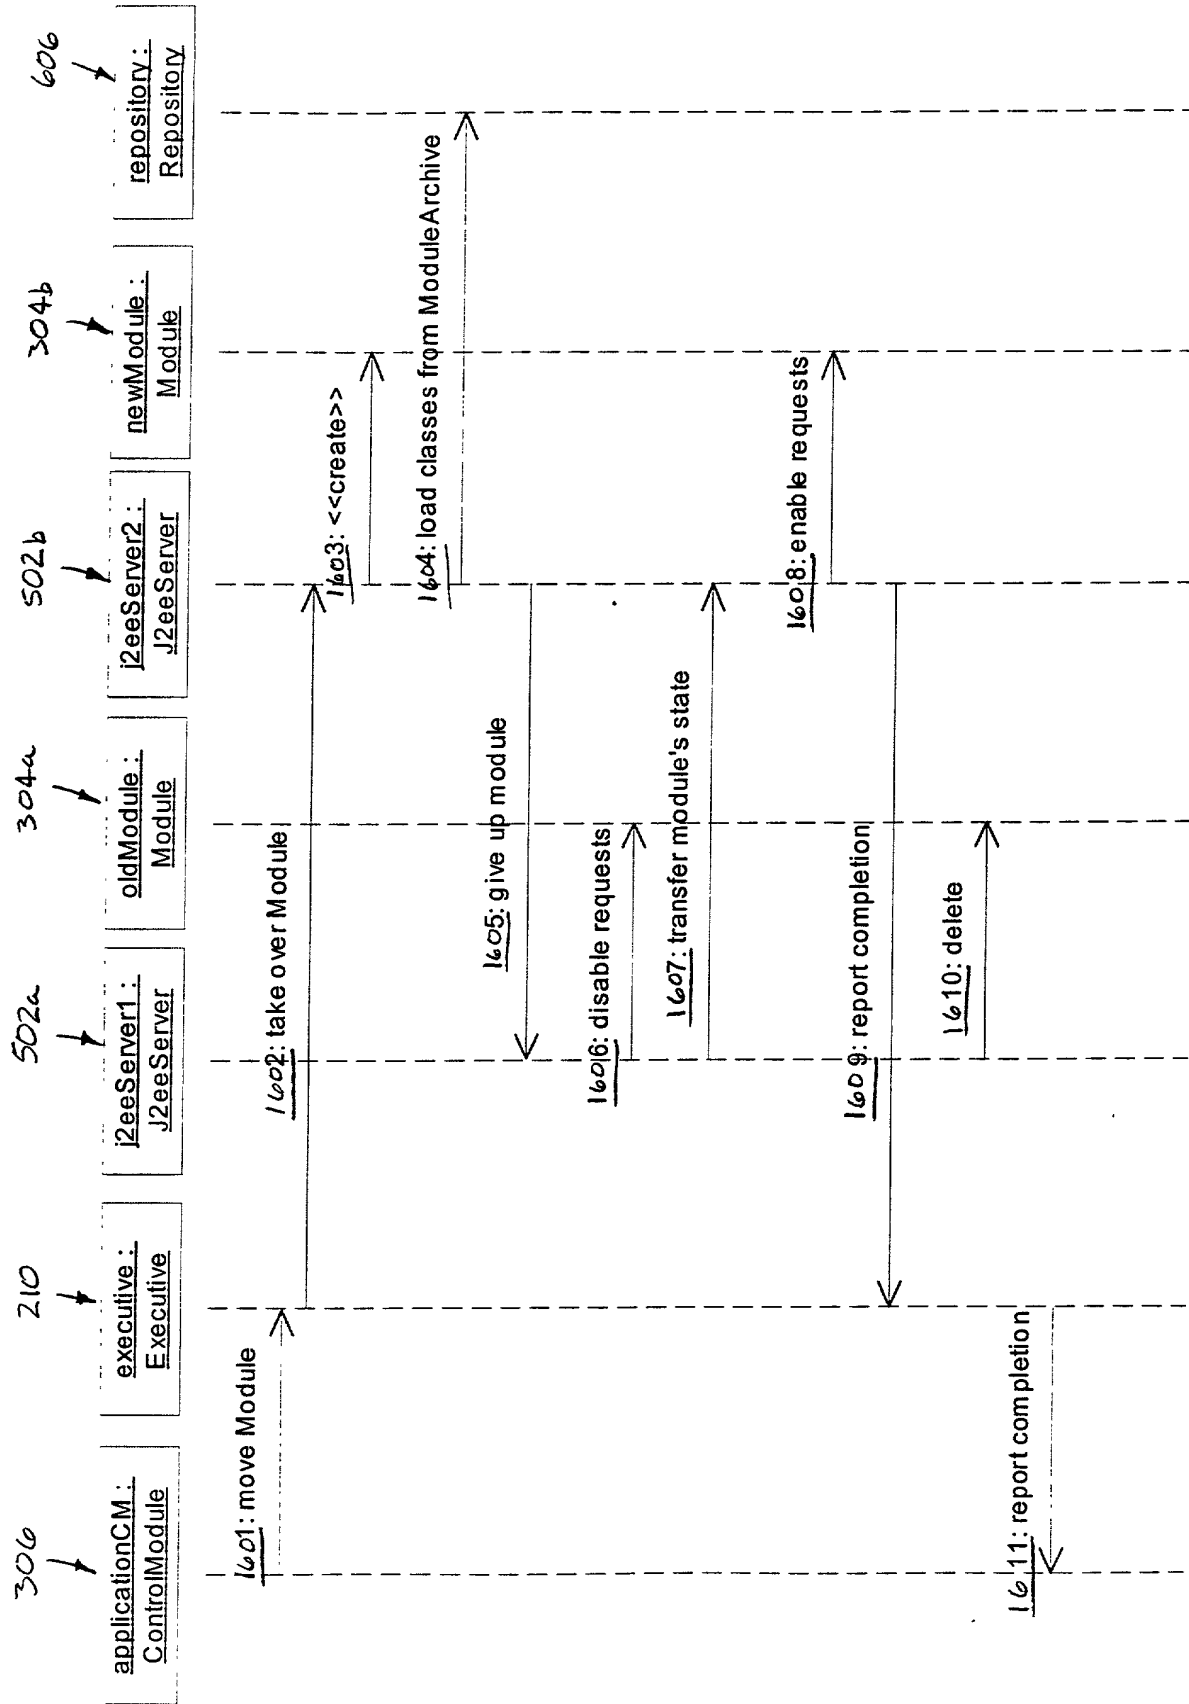 306
210
502a
304a
502b
304b
606
applicationCM :
ControlModule
executive :
Executive
j2eeServer1 :
J2eeServer
oldModule :
Module
j2eeServer2 :
J2eeServer
newModule :
Module
repository :
Repository
1601: move Module
1602: take over Module
1603: <<create>>
1604: load classes from ModuleArchive
1605: give up module
1606: disable requests
1607: transfer module's state
1608: enable requests
1609: report completion
1610: delete
1611: report completion